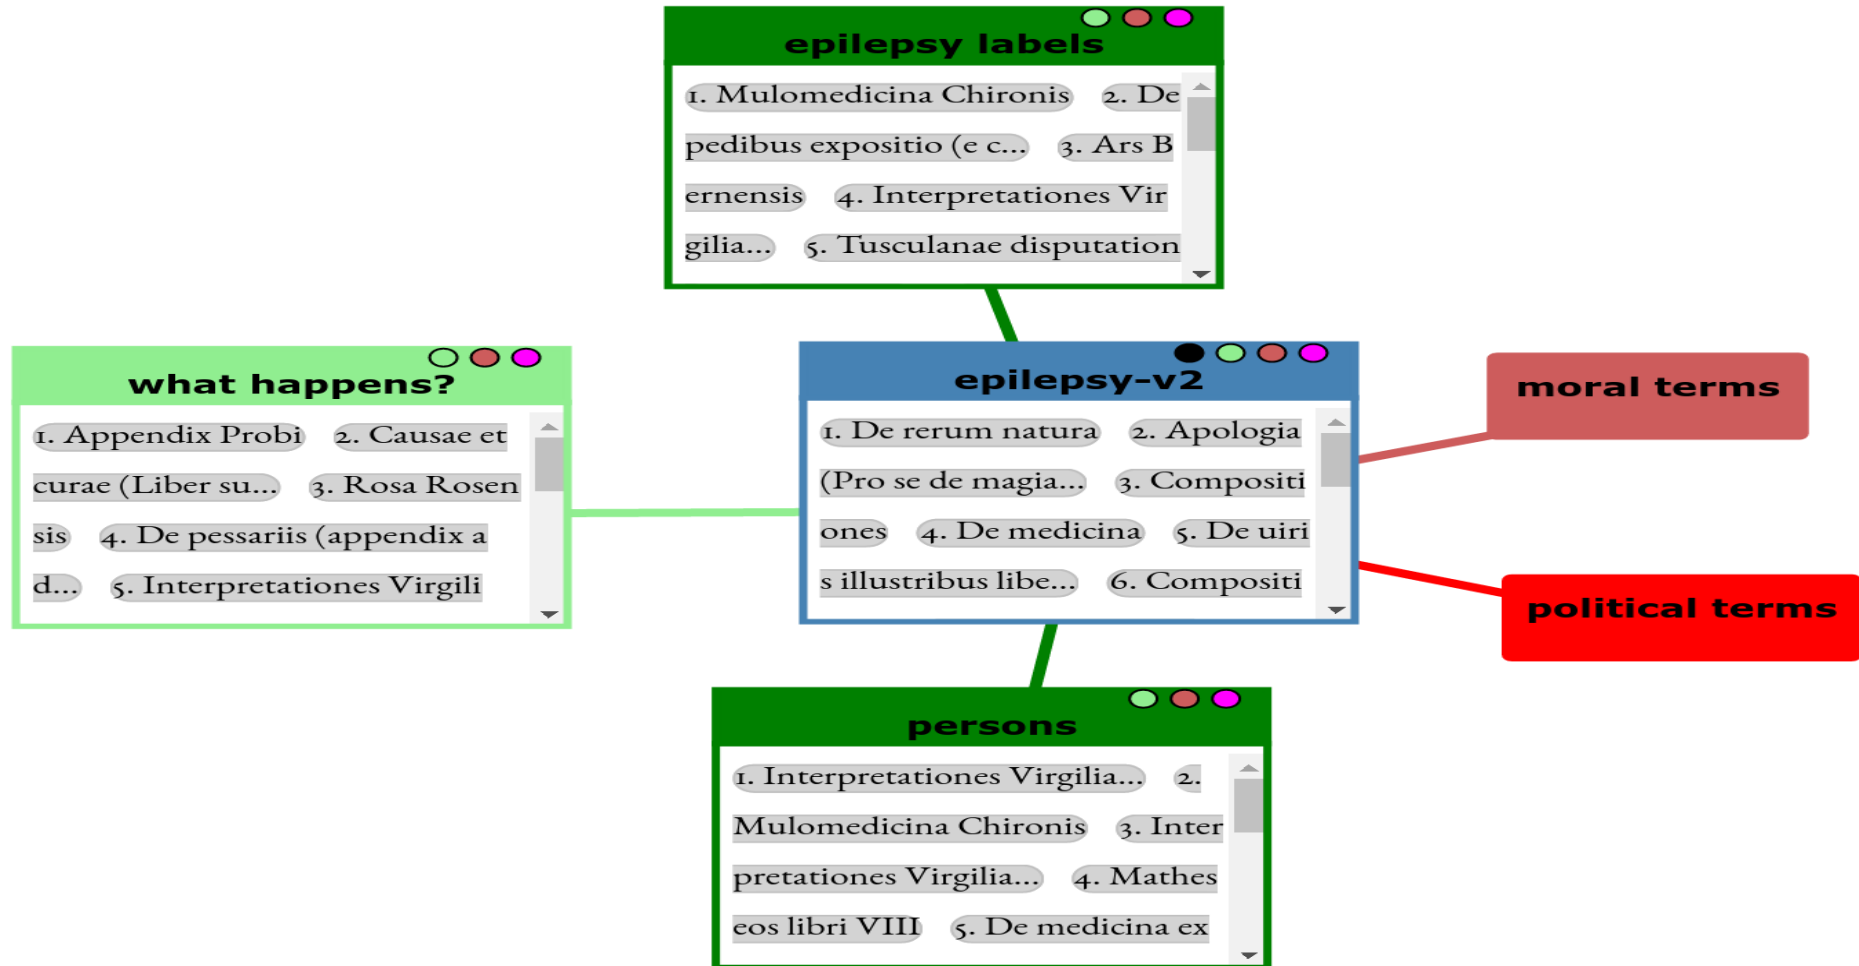 epilepsy labels
1. Mulomedicina Chironis 2. De
pedibus expositio (e c... 3. Ars B
ernensis 4. Interpretationes Vir
gilia... 5. Tusculanae disputation
what happens?
1. Appendix Probi 2. Causae et
curae (Liber su... 3. Rosa Rosen
sis 4. De pessariis (appendix a
d... 5. Interpretationes Virgili
epilepsy-v2
1. De rerum natura 2. Apologia
(Pro se de magia... 3. Compositi
ones 4. De medicina 5. De uiri
s illustribus libe... 6. Compositi
moral terms
political terms
persons
1. Interpretationes Virgilia... 2.
Mulomedicina Chironis 3. Inter
pretationes Virgilia... 4. Mathes
eos libri VIII 5. De medicina ex